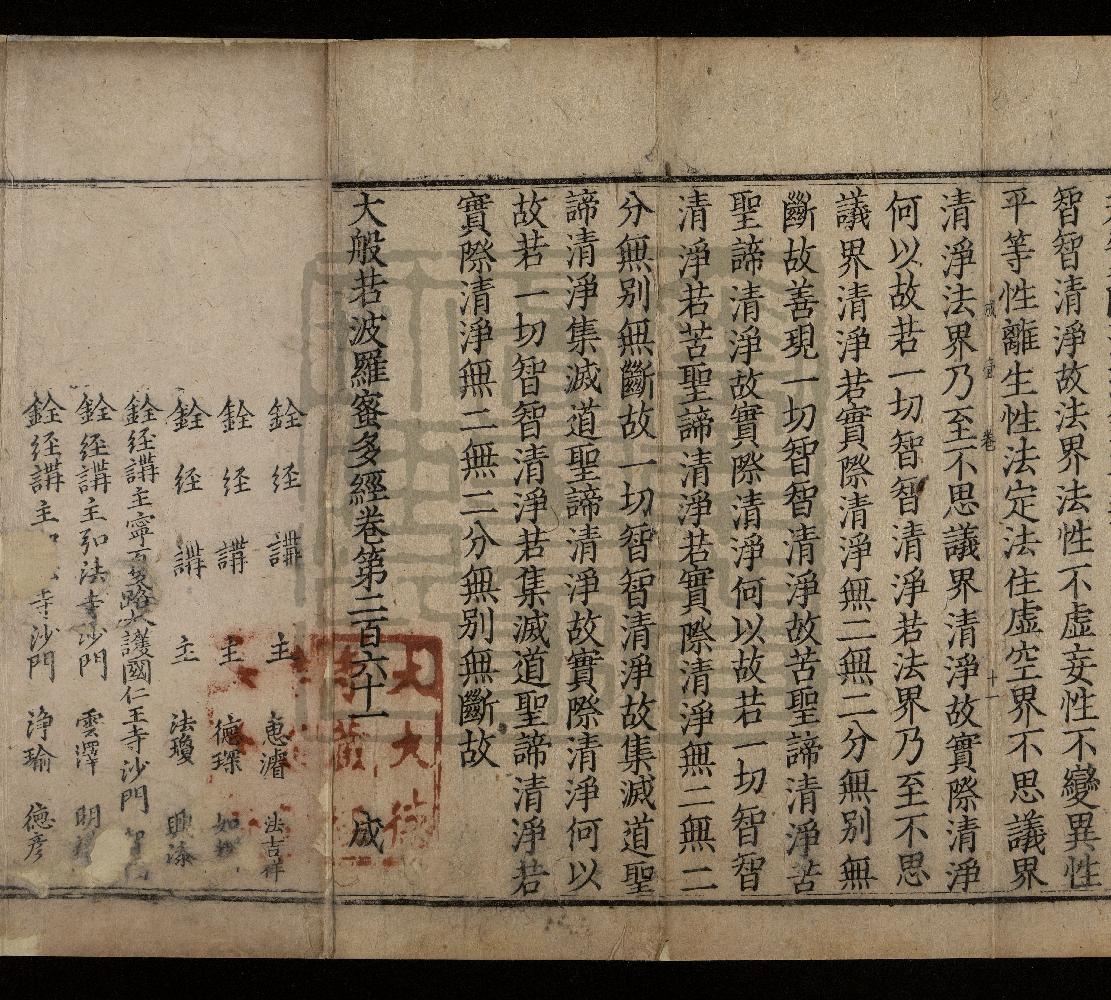 智智清淨故法界法性不虛妄性不變異性
平等性離生性法定法住虛空界不思議界
成 壹 卷 十一
清淨法界乃至不思議界清淨故實際清淨
何以故若一切智智清淨若法界乃至不思
議界清淨若實際清淨無二無二分無別無
斷故善現一切智智清淨故苦聖諦清淨苦
聖諦清淨故實際清淨何以故若一切智智
清淨若苦聖諦清淨若實際清淨無二無二
分無別無斷故一切智智清淨故集滅道聖
諦清淨集滅道聖諦清淨故實際清淨何以
故若一切智智清淨若集滅道聖諦清淨若
實際清淨無二無二分無別無斷故
大般若波羅蜜多經卷第二百六十一 成
銓経講主 惠濬 法吉祥
銓経講主 德琛
銓経講主 法瓊
銓経講主寧夏路大護國仁王寺沙門
銓経講主弘法寺沙門 雲澤 明
銓経講主 寺沙門 淨瑜 德彥